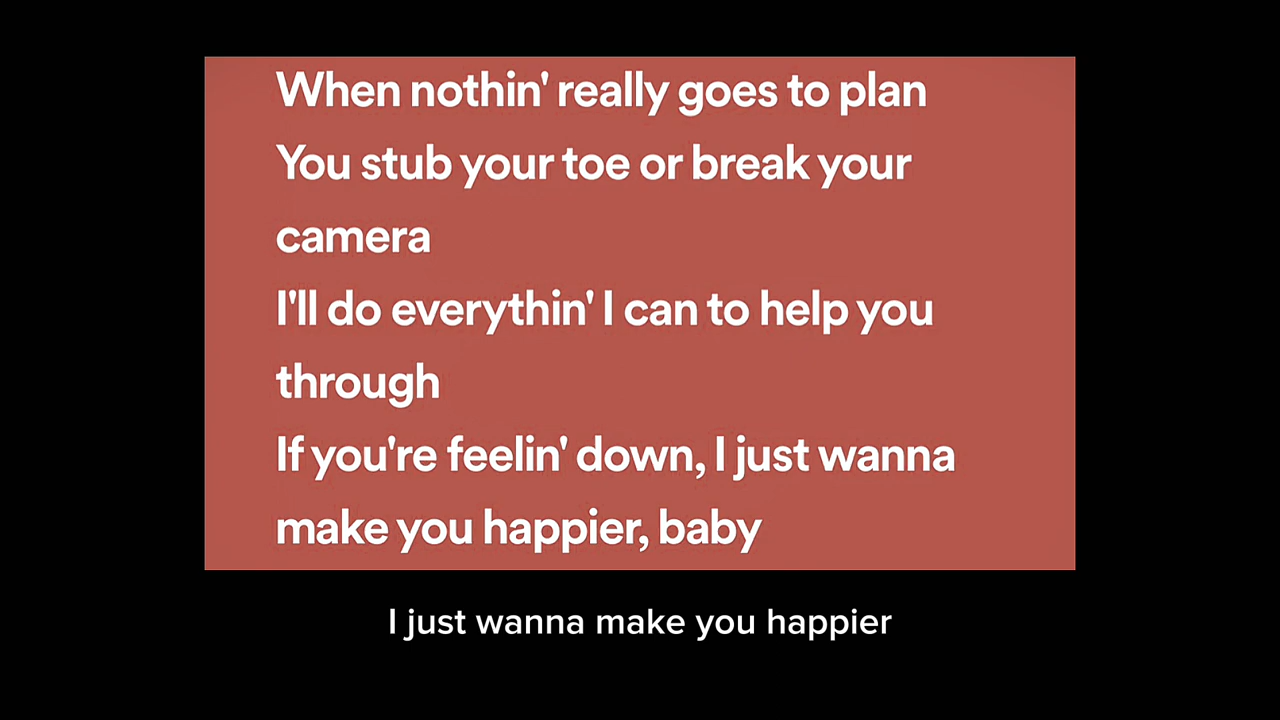 When nothin' really goes to plan
You stub your toe or break your
camera
I'll do everythin' I can to help you
through
If you're feelin' down, I just wanna
make you happier, baby
I just wanna make you happier